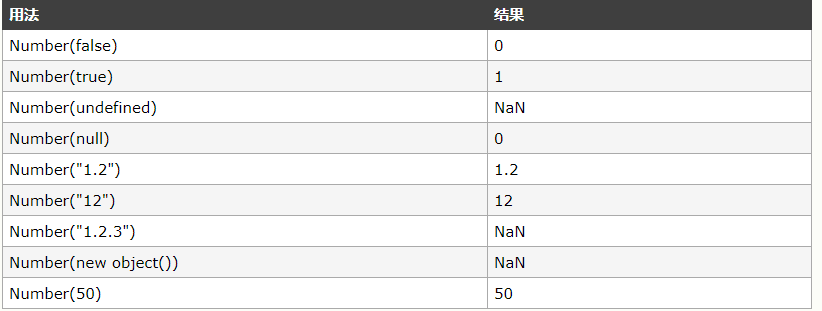 用法 结果
Number(false) 0
Number(true) 1
Number(undefined) NaN
Number(null) 0
Number("1.2") 1.2
Number("12") 12
Number("1.2.3") NaN
Number(new object()) NaN
Number(50) 50